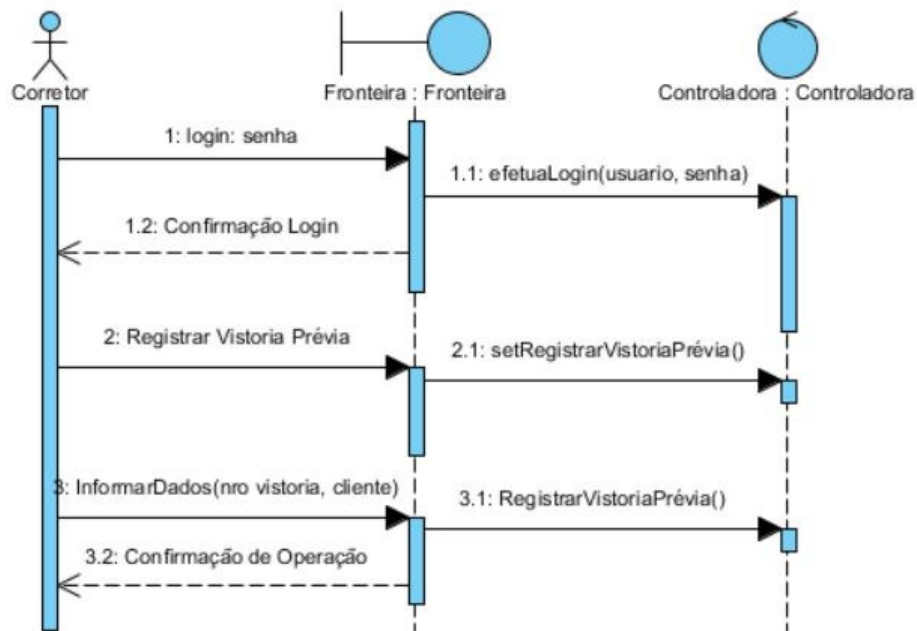 Corretor
Fronteira : Fronteira
Controladora : Controladora
1: login: senha
1.1: efetuaLogin(usuario, senha)
1.2: Confirmação Login
2: Registrar Vistoria Prévia
2.1: setRegistrarVistoriaPrévia()
3: InformarDados(nro vistoria, cliente)
3.1: RegistrarVistoriaPrévia()
3.2: Confirmação de Operação